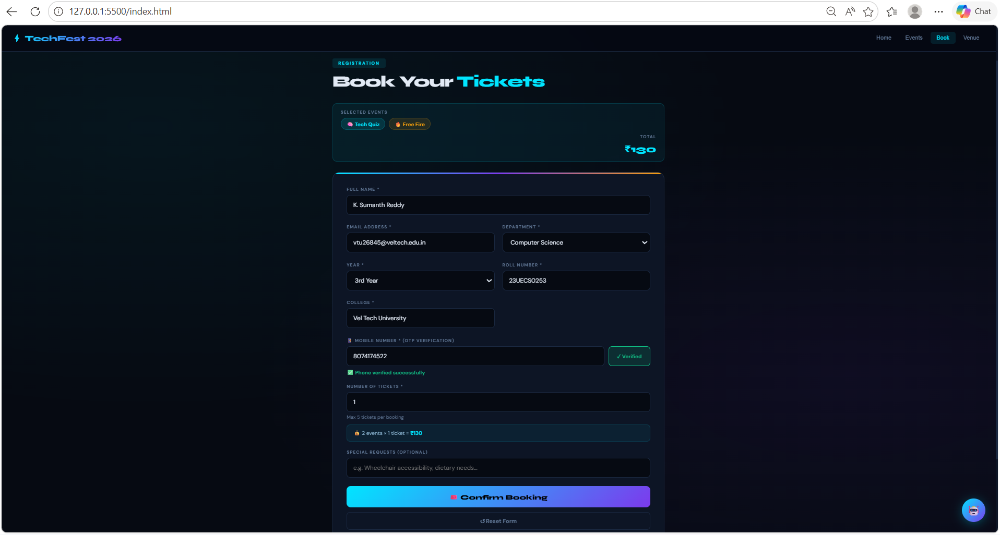 127.0.0.1:5500/index.html
Chat
TechFest 2026
Home
Events
Book
Venue
REGISTRATION
Book Your Tickets
SELECTED EVENTS
Tech Quiz
Free Fire
TOTAL
₹130
FULL NAME *
K. Sumanth Reddy
EMAIL ADDRESS *
DEPARTMENT *
vtu26845@veltech.edu.in
Computer Science
YEAR *
ROLL NUMBER *
3rd Year
23UECS0253
COLLEGE *
Vel Tech University
MOBILE NUMBER * (OTP VERIFICATION)
8074174522
✓ Verified
✅ Phone verified successfully
NUMBER OF TICKETS *
1
Max 5 tickets per booking
2 events × 1 ticket = ₹130
SPECIAL REQUESTS (OPTIONAL)
e.g. Wheelchair accessibility, dietary needs...
Confirm Booking
↺ Reset Form